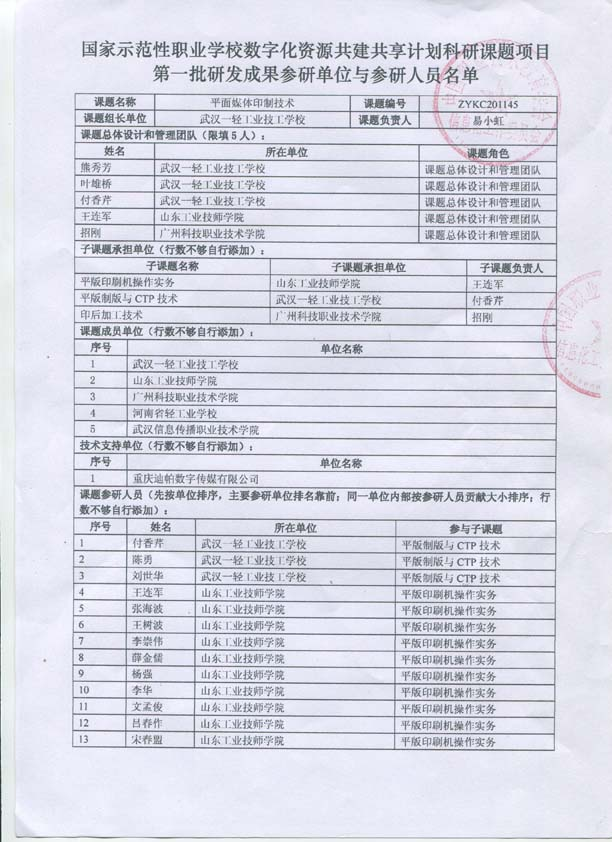 国家示范性职业学校数字化资源共建共享计划科研课题项目
第一批研发成果参研单位与参研人员名单
课题名称 平面媒体印制技术 课题编号 ZYKC201145
课题组长单位 武汉一轻工业技工学校 课题负责人 易小虹
课题总体设计和管理团队（限填 5 人）：
姓名 所在单位 课题角色
熊秀芳 武汉一轻工业技工学校 课题总体设计和管理团队
叶雄桥 武汉一轻工业技工学校 课题总体设计和管理团队
付香芹 武汉一轻工业技工学校 课题总体设计和管理团队
王连军 山东工业技师学院 课题总体设计和管理团队
招刚 广州科技职业技术学院 课题总体设计和管理团队
子课题承担单位（行数不够自行添加）：
子课题名称 子课题承担单位 子课题负责人
平版印刷机操作实务 山东工业技师学院 王连军
平版制版与 CTP 技术 武汉一轻工业技工学校 付香芹
印后加工技术 广州科技职业技术学院 招刚
课题成员单位（行数不够自行添加）：
序号 单位名称
1 武汉一轻工业技工学校
2 山东工业技师学院
3 广州科技职业技术学院
4 河南省轻工业学校
5 武汉信息传播职业技术学院
技术支持单位（行数不够自行添加）：
序号 单位名称
1 重庆迪帕数字传媒有限公司
课题参研人员（先按单位排序，主要参研单位排名靠前；同一单位内部按参研人员贡献大小排序；行
数不够自行添加）：
序号 姓名 所在单位 参与子课题
1 付香芹 武汉一轻工业技工学校 平版制版与 CTP 技术
2 陈勇 武汉一轻工业技工学校 平版制版与 CTP 技术
3 刘世华 武汉一轻工业技工学校 平版制版与 CTP 技术
4 王连军 山东工业技师学院 平版印刷机操作实务
5 张海波 山东工业技师学院 平版印刷机操作实务
6 王树波 山东工业技师学院 平版印刷机操作实务
7 李崇伟 山东工业技师学院 平版印刷机操作实务
8 薛金儒 山东工业技师学院 平版印刷机操作实务
9 杨强 山东工业技师学院 平版印刷机操作实务
10 李华 山东工业技师学院 平版印刷机操作实务
11 文孟俊 山东工业技师学院 平版印刷机操作实务
12 吕春作 山东工业技师学院 平版印刷机操作实务
13 宋春盟 山东工业技师学院 平版印刷机操作实务